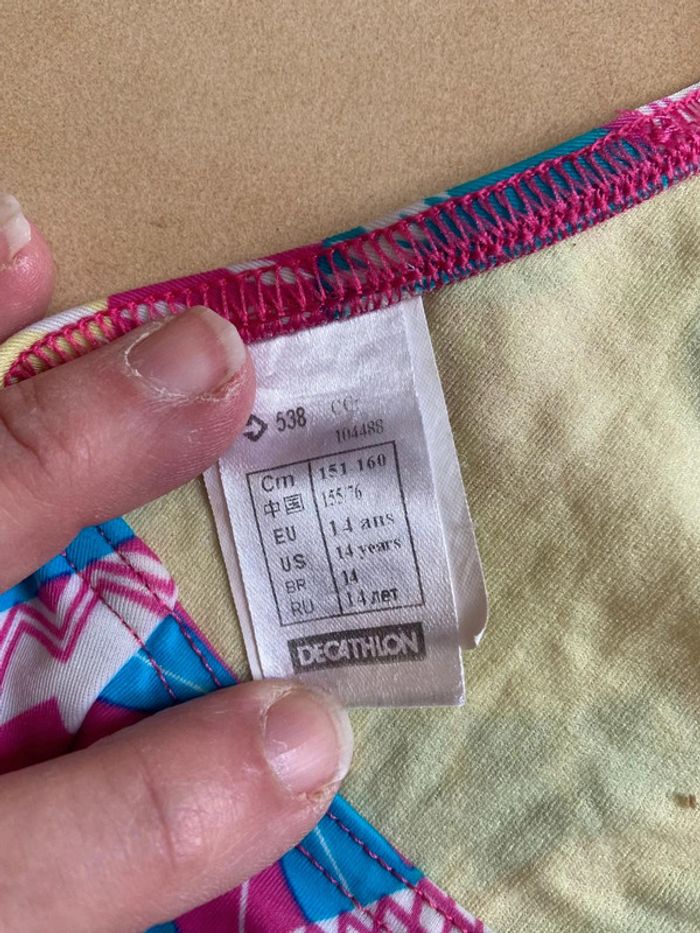 538 CC:
104488
Cm 151-160
中国 155/76
EU 14 ans
US 14 years
BR 14
RU 14 лет
DECATHLON